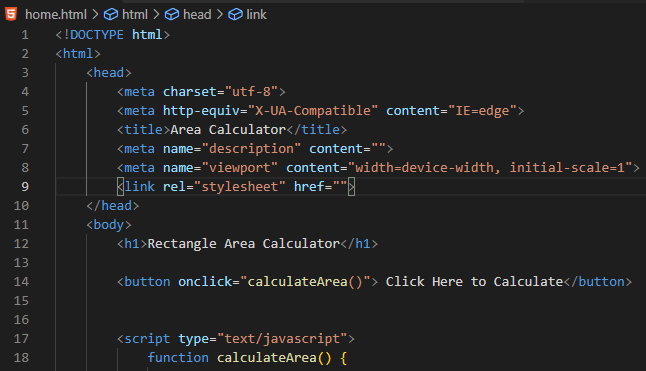 home.html > html > head > link
1 <!DOCTYPE html>
2 <html>
3 <head>
4 <meta charset="utf-8">
5 <meta http-equiv="X-UA-Compatible" content="IE=edge">
6 <title>Area Calculator</title>
7 <meta name="description" content="">
8 <meta name="viewport" content="width=device-width, initial-scale=1">
9 <link rel="stylesheet" href="">
10 </head>
11 <body>
12 <h1>Rectangle Area Calculator</h1>
13
14 <button onclick="calculateArea()"> Click Here to Calculate</button>
15
16
17 <script type="text/javascript">
18 function calculateArea() {